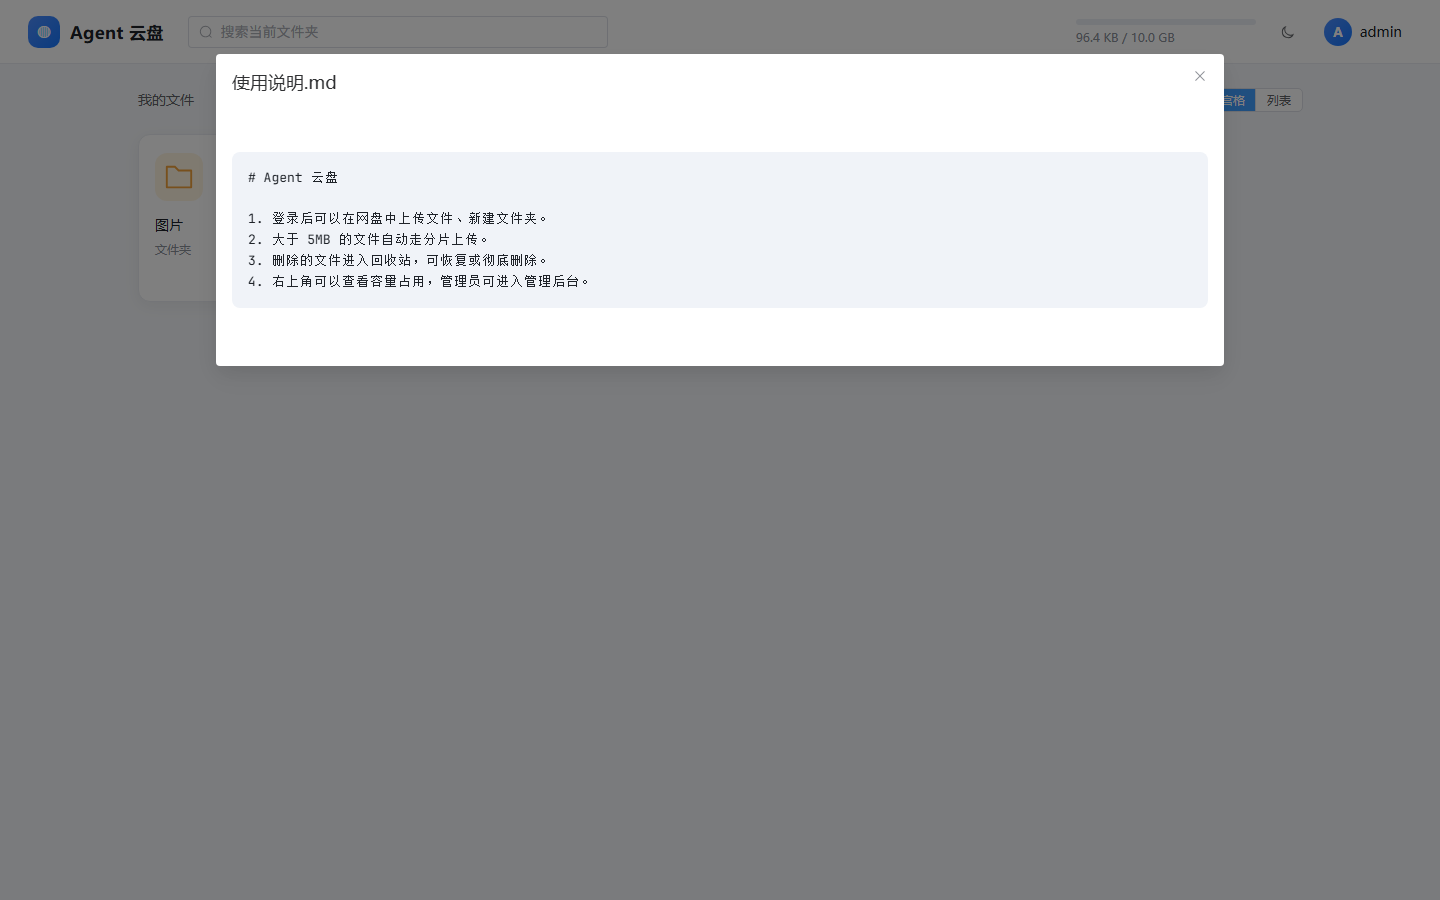 Agent 云盘
搜索当前文件夹
96.4 KB / 10.0 GB
A
admin
使用说明.md
我的文件
宫格
列表
# Agent 云盘
1. 登录后可以在网盘中上传文件、新建文件夹。
2. 大于 5MB 的文件自动走分片上传。
3. 删除的文件进入回收站，可恢复或彻底删除。
4. 右上角可以查看容量占用，管理员可进入管理后台。
图片
文件夹